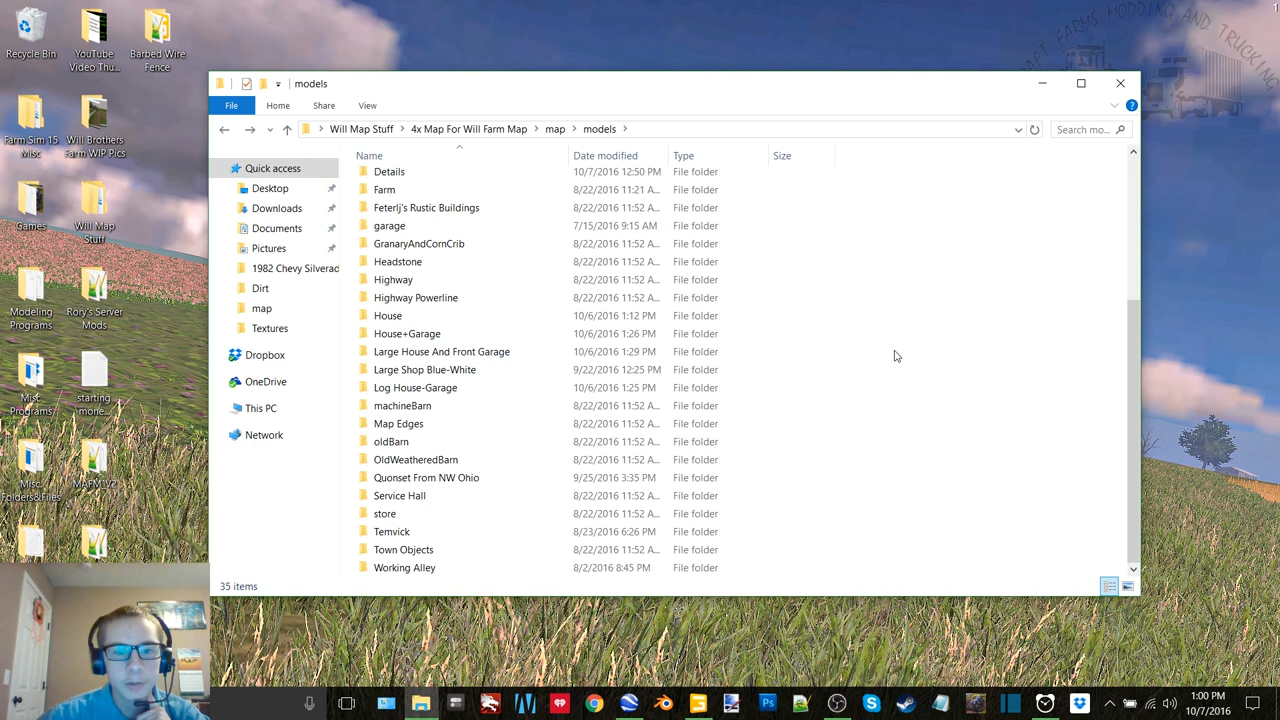 Recycle Bin
YouTube Video Thu...
Barbed Wire Fence
Farm Sim 15 Misc
Will Brothers Farm WIP Pics
Games
Will Map Stuff
Modeling Programs
Rory's Server Mods
Misc Programs
starting mone...
Misc Folders&Files
MAFM_V2
FARMS MODDING AND TRUCKING
models
File Home Share View
Will Map Stuff 4x Map For Will Farm Map map models
Search mo...
Name Date modified Type Size
Quick access
Desktop
Downloads
Documents
Pictures
1982 Chevy Silverad
Dirt
map
Textures
Dropbox
OneDrive
This PC
Network
Details 10/7/2016 12:50 PM File folder
Farm 8/22/2016 11:21 A... File folder
Feterlj's Rustic Buildings 8/22/2016 11:52 A... File folder
garage 7/15/2016 9:15 AM File folder
GranaryAndCornCrib 8/22/2016 11:52 A... File folder
Headstone 8/22/2016 11:52 A... File folder
Highway 8/22/2016 11:52 A... File folder
Highway Powerline 8/22/2016 11:52 A... File folder
House 10/6/2016 1:12 PM File folder
House+Garage 10/6/2016 1:26 PM File folder
Large House And Front Garage 10/6/2016 1:29 PM File folder
Large Shop Blue-White 9/22/2016 12:25 PM File folder
Log House-Garage 10/6/2016 1:25 PM File folder
machineBarn 8/22/2016 11:52 A... File folder
Map Edges 8/22/2016 11:52 A... File folder
oldBarn 8/22/2016 11:52 A... File folder
OldWeatheredBarn 8/22/2016 11:52 A... File folder
Quonset From NW Ohio 9/25/2016 3:35 PM File folder
Service Hall 8/22/2016 11:52 A... File folder
store 8/22/2016 11:52 A... File folder
Temvick 8/23/2016 6:26 PM File folder
Town Objects 8/22/2016 11:52 A... File folder
Working Alley 8/2/2016 8:45 PM File folder
35 items
1:00 PM
10/7/2016